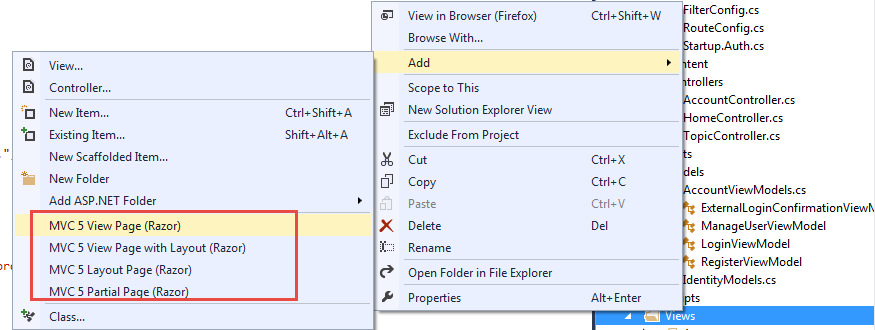 View in Browser (Firefox) Ctrl+Shift+W
Browse With...
Add
Scope to This
New Solution Explorer View
Exclude From Project
Cut Ctrl+X
Copy Ctrl+C
Paste Ctrl+V
Delete Del
Rename
Open Folder in File Explorer
Properties Alt+Enter
View...
Controller...
New Item... Ctrl+Shift+A
Existing Item... Shift+Alt+A
New Scaffolded Item...
New Folder
Add ASP.NET Folder
MVC 5 View Page (Razor)
MVC 5 View Page with Layout (Razor)
MVC 5 Layout Page (Razor)
MVC 5 Partial Page (Razor)
Class...
FilterConfig.cs
RouteConfig.cs
Startup.Auth.cs
ntent
ntrollers
AccountController.cs
HomeController.cs
TopicController.cs
ts
dels
AccountViewModels.cs
ExternalLoginConfirmationViewM
ManageUserViewModel
LoginViewModel
RegisterViewModel
IdentityModels.cs
ipts
Views